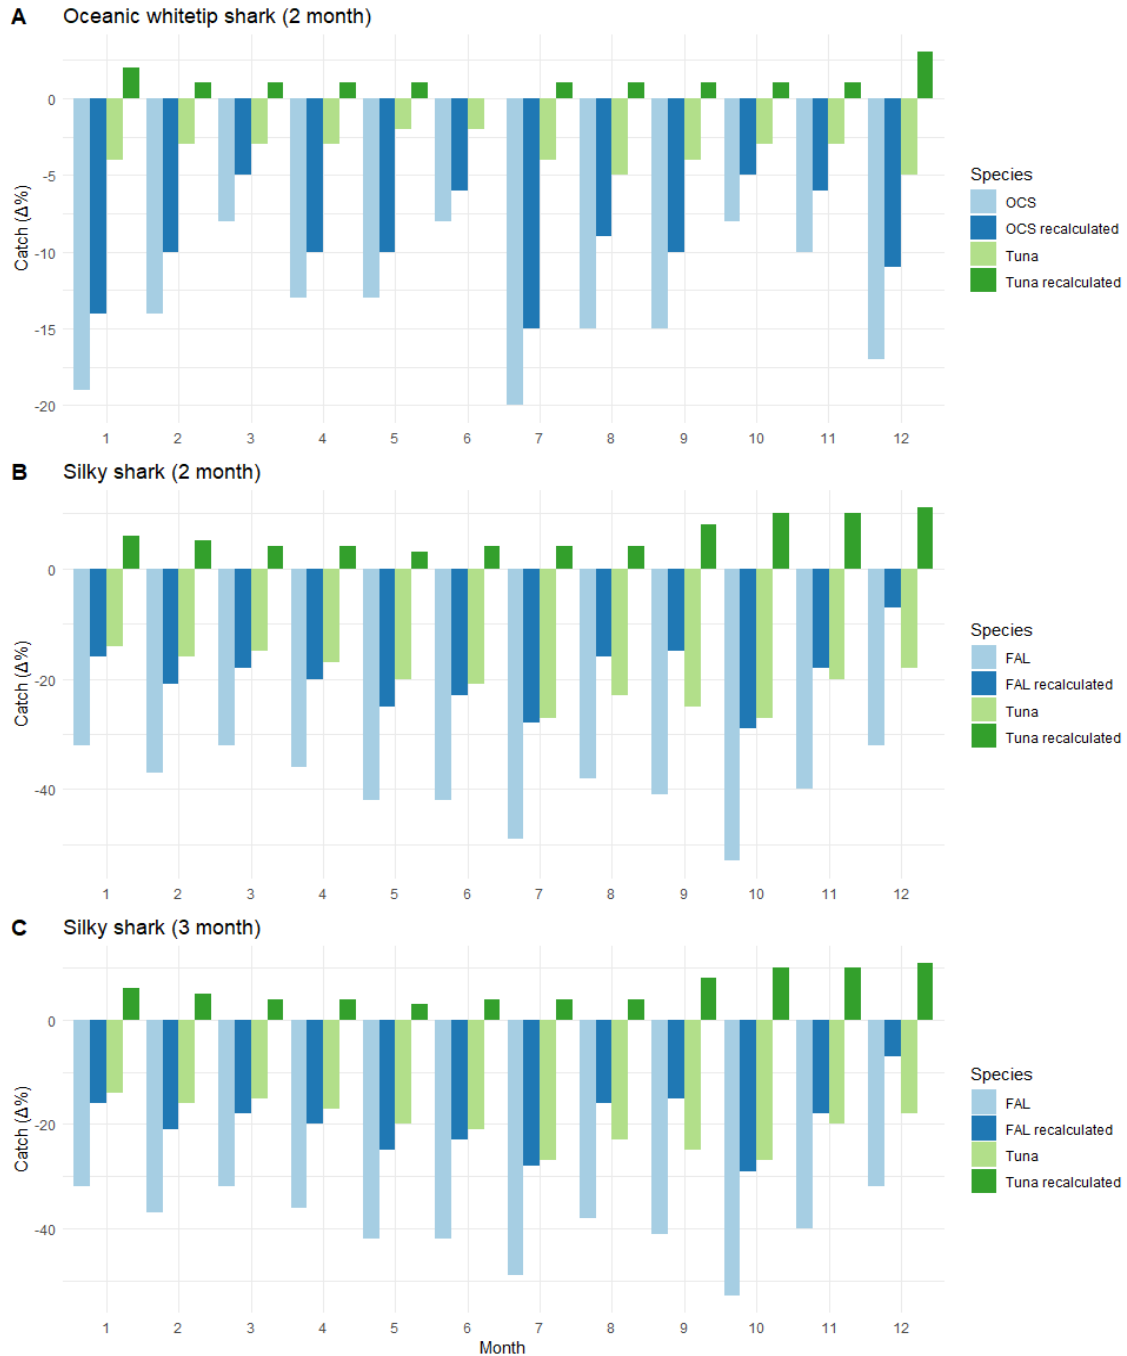 A Oceanic whitetip shark (2 month)
Catch (Δ%)
0
-5
-10
-15
-20
1 2 3 4 5 6 7 8 9 10 11 12
Species
OCS
OCS recalculated
Tuna
Tuna recalculated
B Silky shark (2 month)
Catch (Δ%)
0
-20
-40
1 2 3 4 5 6 7 8 9 10 11 12
Species
FAL
FAL recalculated
Tuna
Tuna recalculated
C Silky shark (3 month)
Catch (Δ%)
0
-20
-40
1 2 3 4 5 6 7 8 9 10 11 12
Month
Species
FAL
FAL recalculated
Tuna
Tuna recalculated